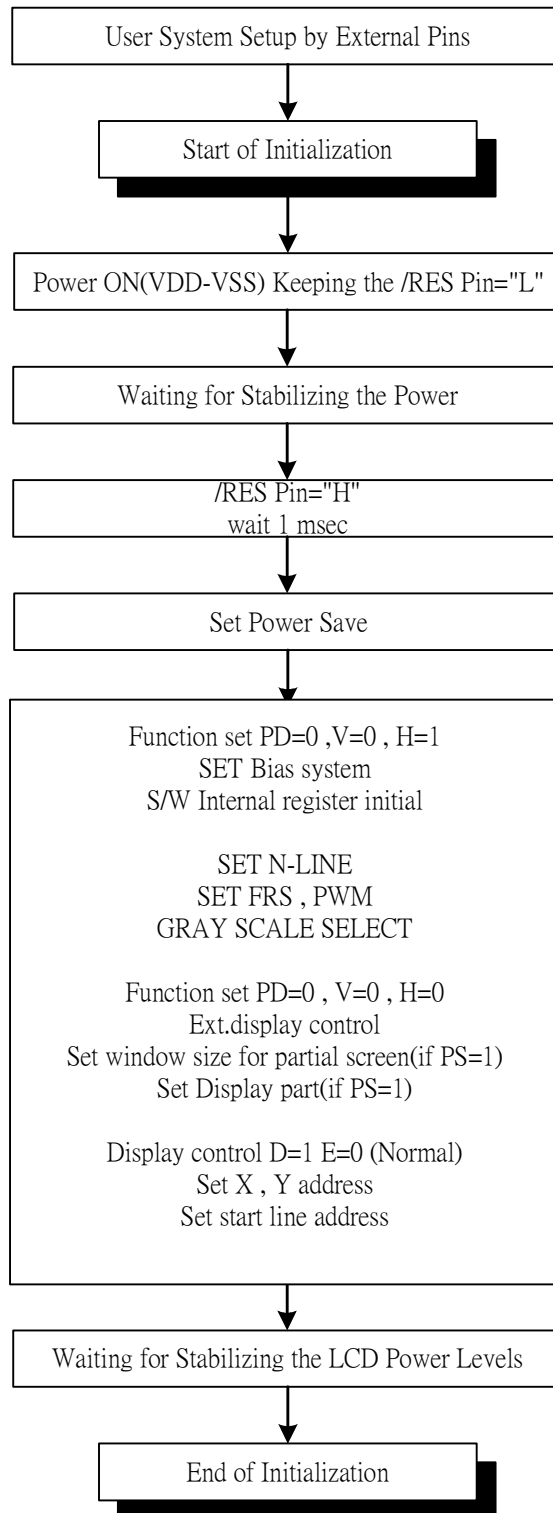 User System Setup by External Pins
Start of Initialization
Power ON(VDD-VSS) Keeping the /RES Pin="L"
Waiting for Stabilizing the Power
/RES Pin="H"
wait 1 msec
Set Power Save
Function set PD=0 ,V=0 , H=1
SET Bias system
S/W Internal register initial
SET N-LINE
SET FRS , PWM
GRAY SCALE SELECT
Function set PD=0 , V=0 , H=0
Ext.display control
Set window size for partial screen(if PS=1)
Set Display part(if PS=1)
Display control D=1 E=0 (Normal)
Set X , Y address
Set start line address
Waiting for Stabilizing the LCD Power Levels
End of Initialization